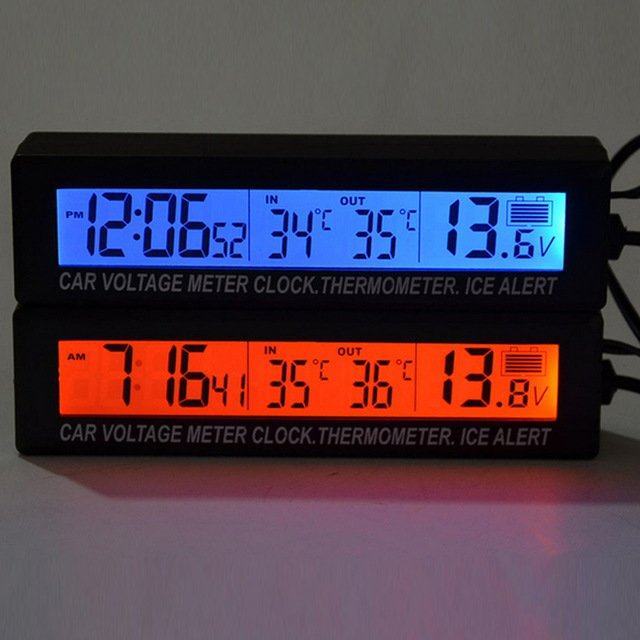 PM 12:06 52 IN 34°C OUT 35°C 13.6V
CAR VOLTAGE METER CLOCK.THERMOMETER. ICE ALERT
AM 7:16 41 IN 35°C OUT 36°C 13.8V
CAR VOLTAGE METER CLOCK.THERMOMETER. ICE ALERT